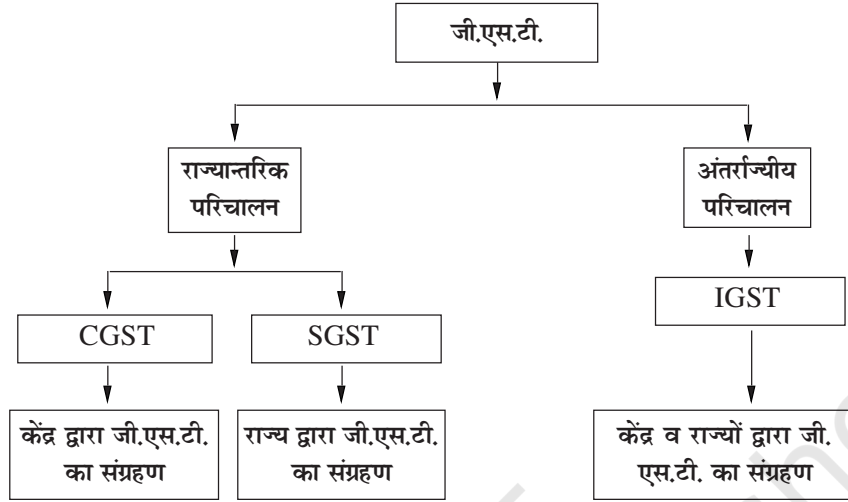 जी.एस.टी.
राज्यान्तरिक
परिचालन
अंतर्राज्यीय
परिचालन
CGST
SGST
IGST
केंद्र द्वारा जी.एस.टी.
का संग्रहण
राज्य द्वारा जी.एस.टी.
का संग्रहण
केंद्र व राज्यों द्वारा जी.
एस.टी. का संग्रहण